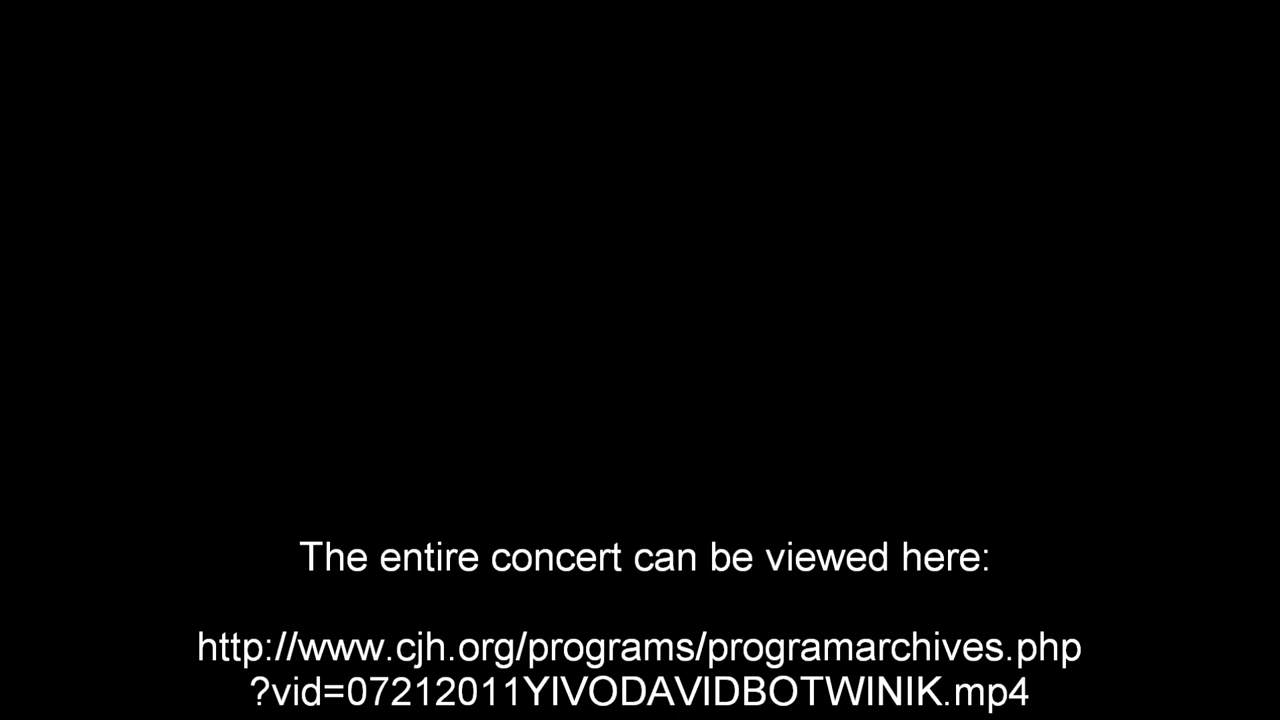 The entire concert can be viewed here:
http://www.cjh.org/programs/programarchives.php
?vid=07212011YIVODAVIDBOTWINIK.mp4